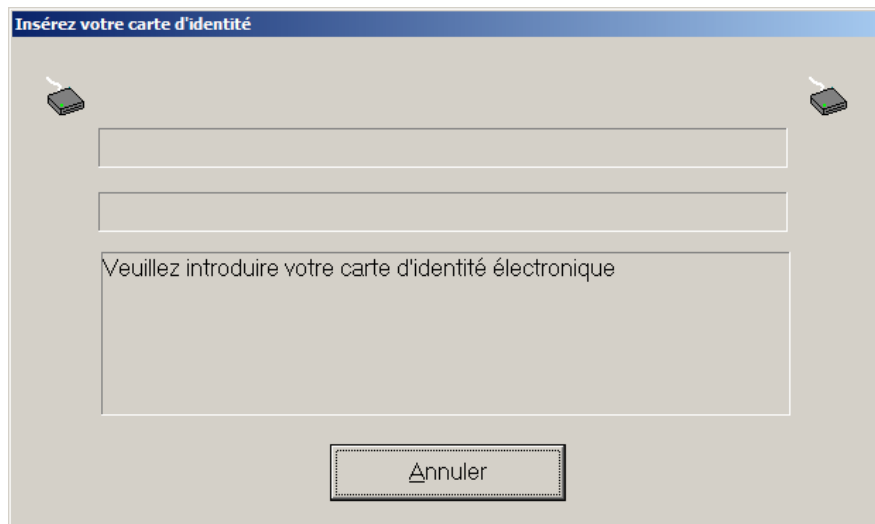 Insérez votre carte d'identité
Veuillez introduire votre carte d'identité électronique
Annuler